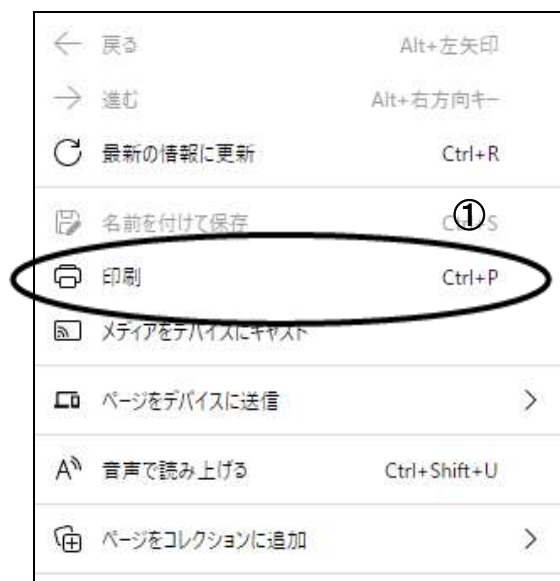 戻る Alt+左矢印
進む Alt+右方向キー
最新の情報に更新 Ctrl+R
①
名前を付けて保存 Ctrl+S
印刷 Ctrl+P
メディアをデバイスにキャスト
ページをデバイスに送信
音声で読み上げる Ctrl+Shift+U
ページをコレクションに追加